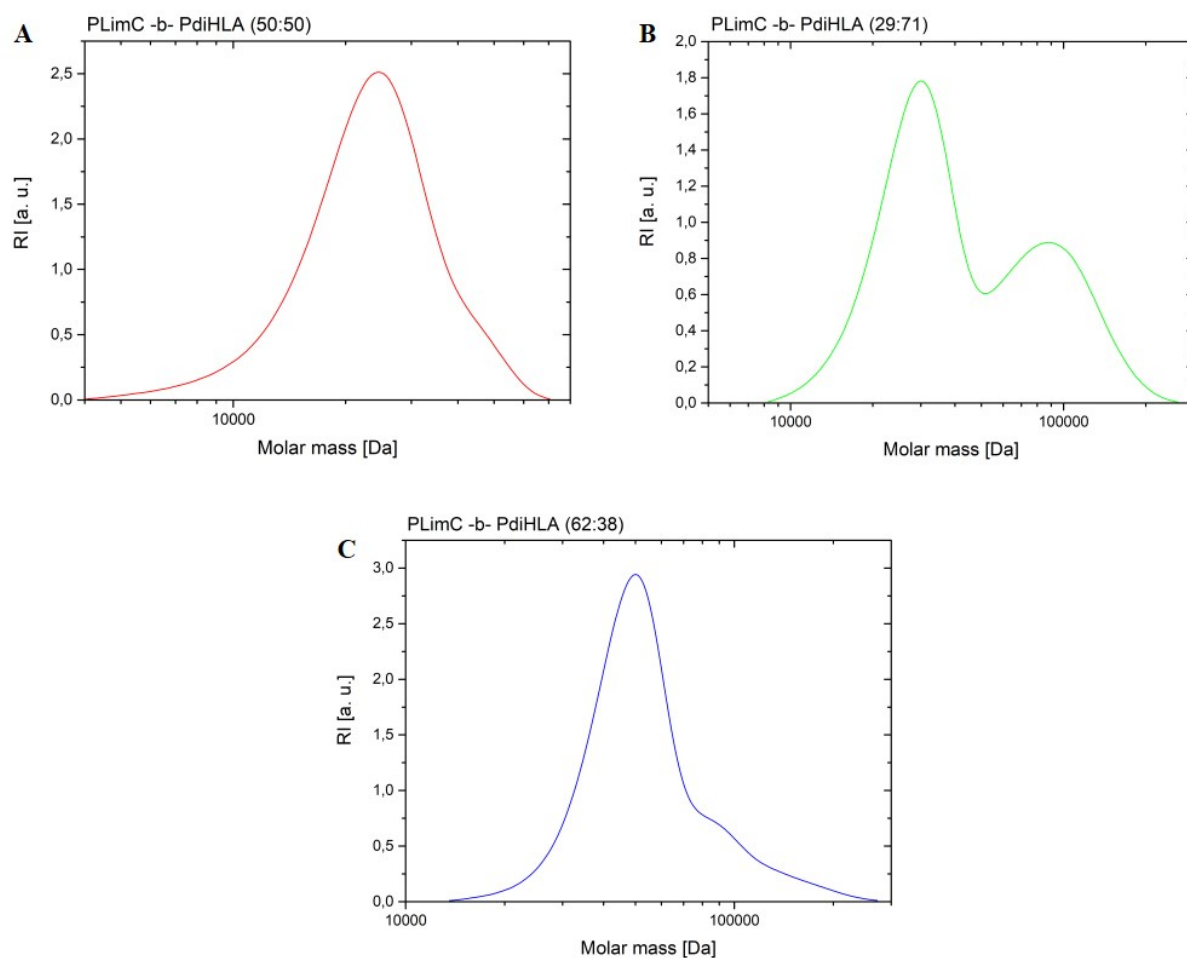 A
PLimC -b- PdiHLA (50:50)
2,5
2,0
1,5
1,0
0,5
0,0
RI [a. u.]
10000
Molar mass [Da]
B
PLimC -b- PdiHLA (29:71)
2,0
1,8
1,6
1,4
1,2
1,0
0,8
0,6
0,4
0,2
0,0
RI [a. u.]
10000 100000
Molar mass [Da]
C
PLimC -b- PdiHLA (62:38)
3,0
2,5
2,0
1,5
1,0
0,5
0,0
RI [a. u.]
10000 100000
Molar mass [Da]